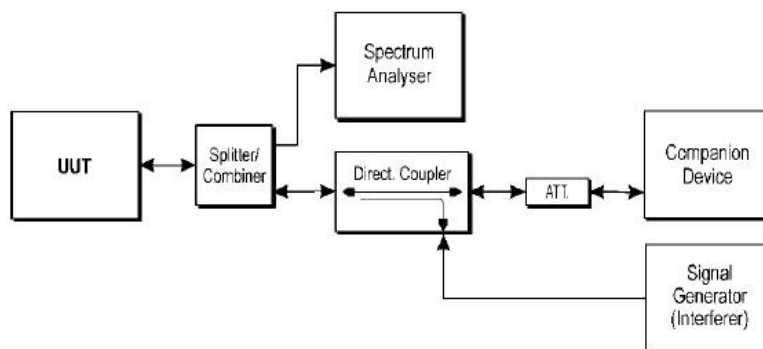 Spectrum
Analyser
UUT
Splitter/
Combiner
Direct. Coupler
ATT.
Companion
Device
Signal
Generator
(Interferer)